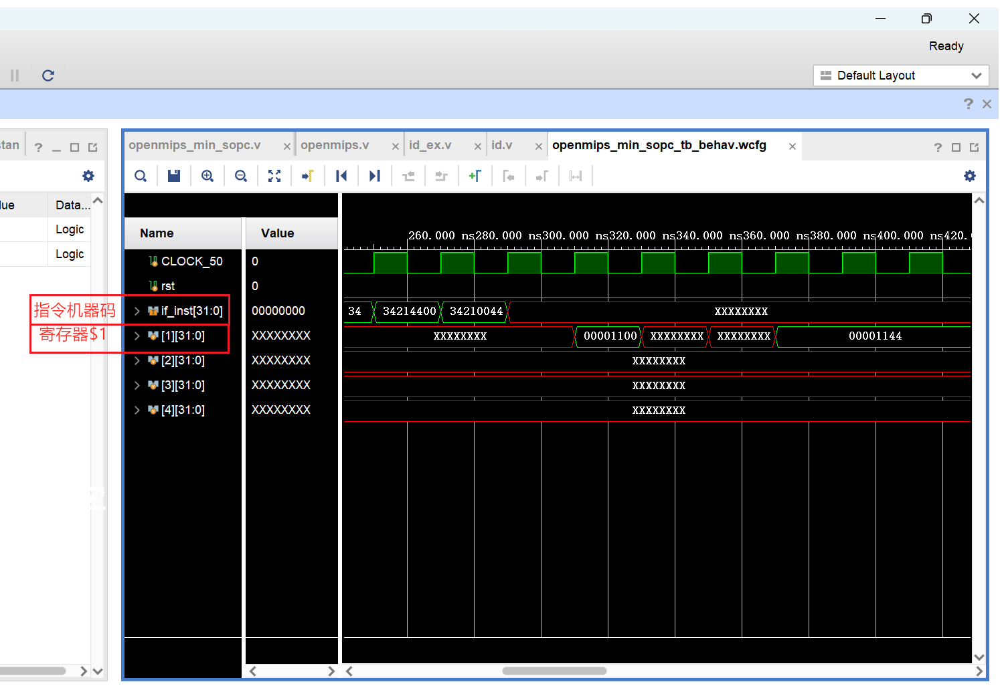 Ready
Default Layout
?
stan ?
openmips_min_sopc.v openmips.v id_ex.v id.v openmips_min_sopc_tb_behav.wcfg ?
lue Data...
Logic
Logic
Name Value
260.000 ns 280.000 ns 300.000 ns 320.000 ns 340.000 ns 360.000 ns 380.000 ns 400.000 ns 420.
CLOCK_50 0
rst 0
指令机器码 if_inst[31:0] 00000000 34 34214400 34210044 XXXXXXXX
寄存器$1 [1][31:0] XXXXXXXX XXXXXXXX 00001100 XXXXXXXX XXXXXXXX 00001144
[2][31:0] XXXXXXXX XXXXXXXX
[3][31:0] XXXXXXXX XXXXXXXX
[4][31:0] XXXXXXXX XXXXXXXX